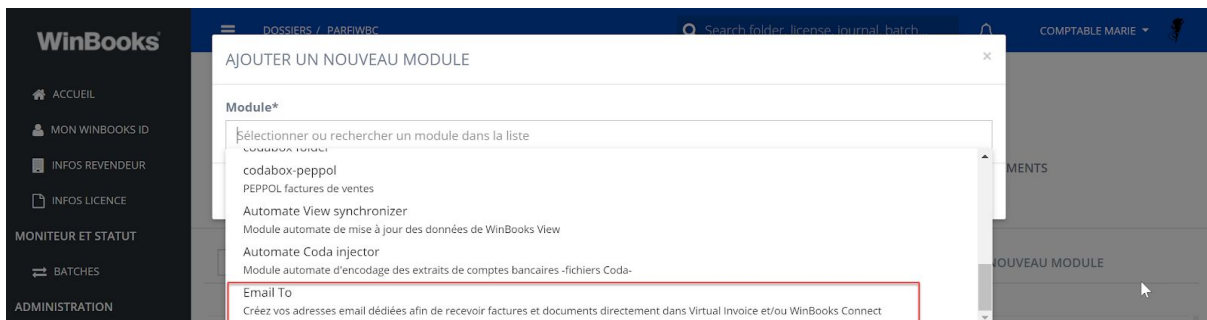 WinBooks
DOSSIERS / PARFIWBC
Search folder, license, journal, batch...
COMPTABLE MARIE
AJOUTER UN NOUVEAU MODULE
×
ACCUEIL
MON WINBOOKS ID
INFOS REVENDEUR
INFOS LICENCE
MONITEUR ET STATUT
BATCHES
ADMINISTRATION
Module*
Sélectionner ou rechercher un module dans la liste
codabox folder
codabox-peppol
PEPPOL factures de ventes
Automate View synchronizer
Module automate de mise à jour des données de WinBooks View
Automate Coda injector
Module automate d'encodage des extraits de comptes bancaires -fichiers Coda-
Email To
Créez vos adresses email dédiées afin de recevoir factures et documents directement dans Virtual Invoice et/ou WinBooks Connect
MENTS
NOUVEAU MODULE